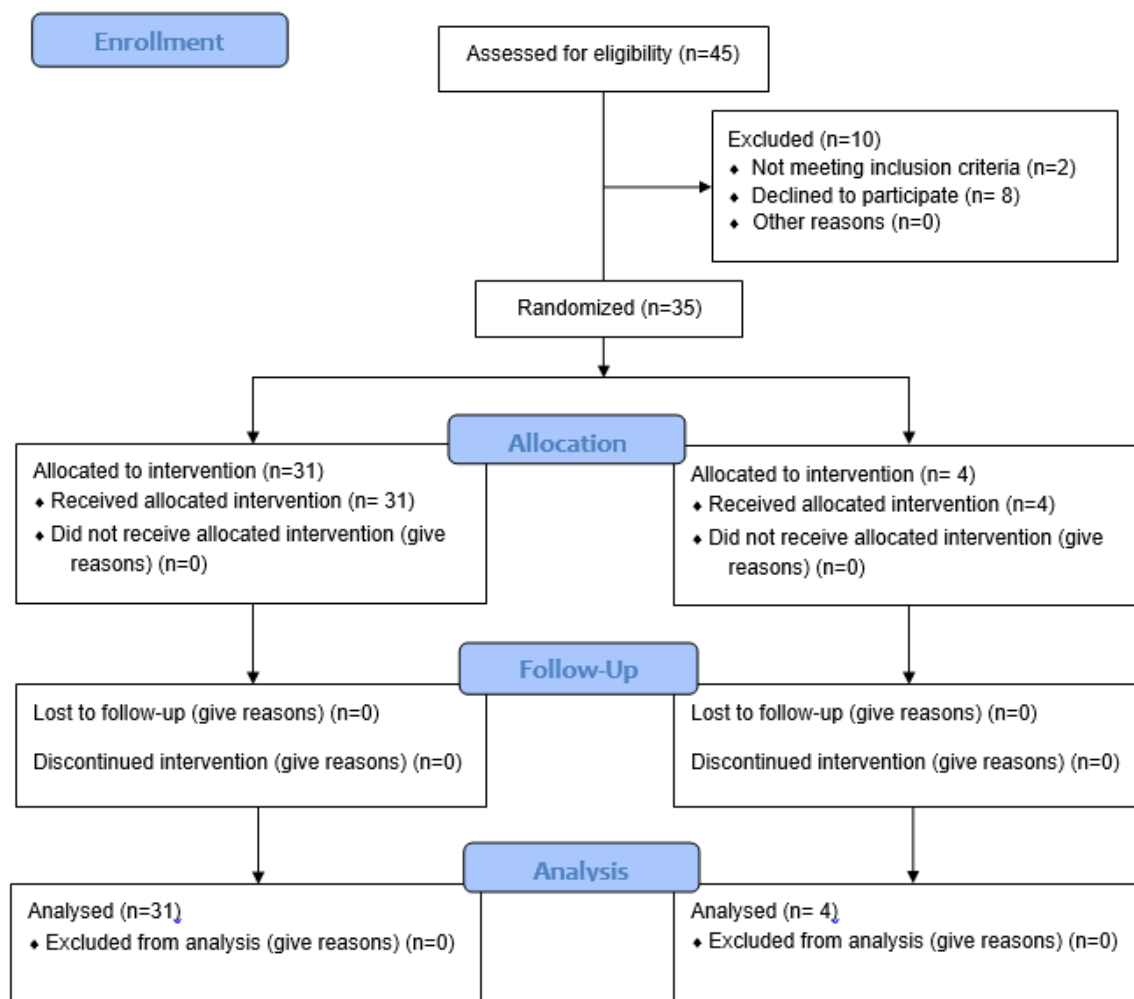 Enrollment
Assessed for eligibility (n=45)
Excluded (n=10)
♦ Not meeting inclusion criteria (n=2)
♦ Declined to participate (n= 8)
♦ Other reasons (n=0)
Randomized (n=35)
Allocation
Allocated to intervention (n=31)
♦ Received allocated intervention (n= 31)
♦ Did not receive allocated intervention (give
reasons) (n=0)
Allocated to intervention (n= 4)
♦ Received allocated intervention (n=4)
♦ Did not receive allocated intervention (give
reasons) (n=0)
Follow-Up
Lost to follow-up (give reasons) (n=0)
Discontinued intervention (give reasons) (n=0)
Lost to follow-up (give reasons) (n=0)
Discontinued intervention (give reasons) (n=0)
Analysis
Analysed (n=31)
♦ Excluded from analysis (give reasons) (n=0)
Analysed (n= 4)
♦ Excluded from analysis (give reasons) (n=0)